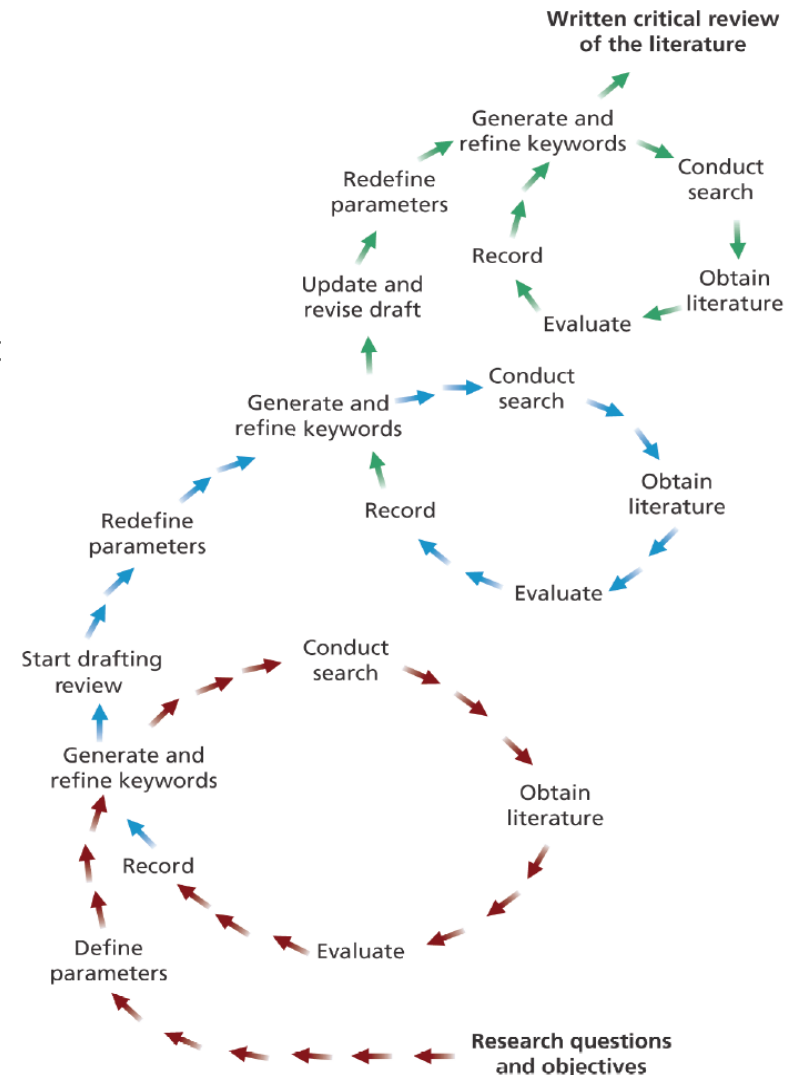 Written critical review
of the literature
Generate and
refine keywords
Conduct
search
Redefine
parameters
Record
Obtain
literature
Update and
revise draft
Evaluate
Conduct
search
Generate and
refine keywords
Obtain
literature
Record
Redefine
parameters
Evaluate
Conduct
search
Start drafting
review
Generate and
refine keywords
Obtain
literature
Record
Evaluate
Define
parameters
Research questions
and objectives